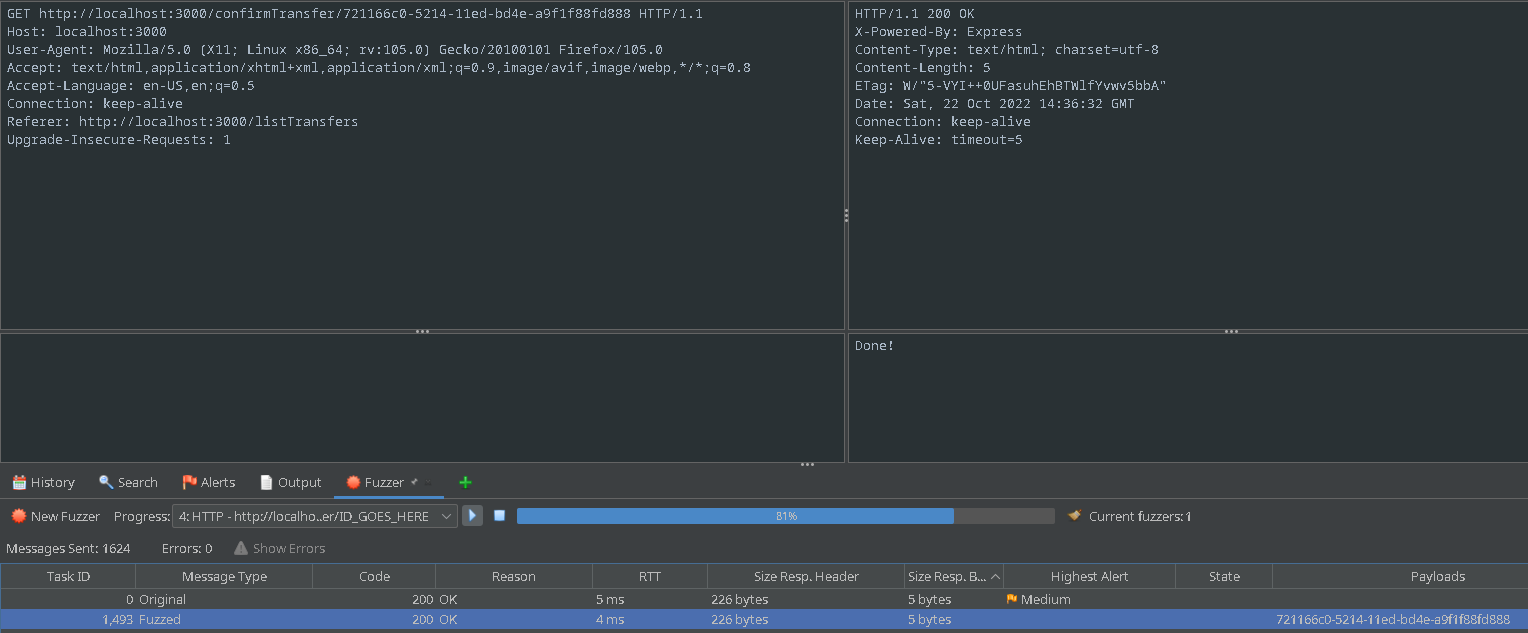 GET http://localhost:3000/confirmTransfer/721166c0-5214-11ed-bd4e-a9f1f88fd888 HTTP/1.1
Host: localhost:3000
User-Agent: Mozilla/5.0 (X11; Linux x86_64; rv:105.0) Gecko/20100101 Firefox/105.0
Accept: text/html,application/xhtml+xml,application/xml;q=0.9,image/avif,image/webp,*/*;q=0.8
Accept-Language: en-US,en;q=0.5
Connection: keep-alive
Referer: http://localhost:3000/listTransfers
Upgrade-Insecure-Requests: 1
HTTP/1.1 200 OK
X-Powered-By: Express
Content-Type: text/html; charset=utf-8
Content-Length: 5
ETag: W/"5-VYI++0UFasuhEhBTWlfYvwv5bbA"
Date: Sat, 22 Oct 2022 14:36:32 GMT
Connection: keep-alive
Keep-Alive: timeout=5
Done!
History Search Alerts Output Fuzzer
New Fuzzer Progress: 4: HTTP - http://localho...er/ID_GOES_HERE 81% Current fuzzers:1
Messages Sent: 1624 Errors: 0 Show Errors
Task ID Message Type Code Reason RTT Size Resp. Header Size Resp. B... Highest Alert State Payloads
0 Original 200 OK 5 ms 226 bytes 5 bytes Medium
1,493 Fuzzed 200 OK 4 ms 226 bytes 5 bytes 721166c0-5214-11ed-bd4e-a9f1f88fd888